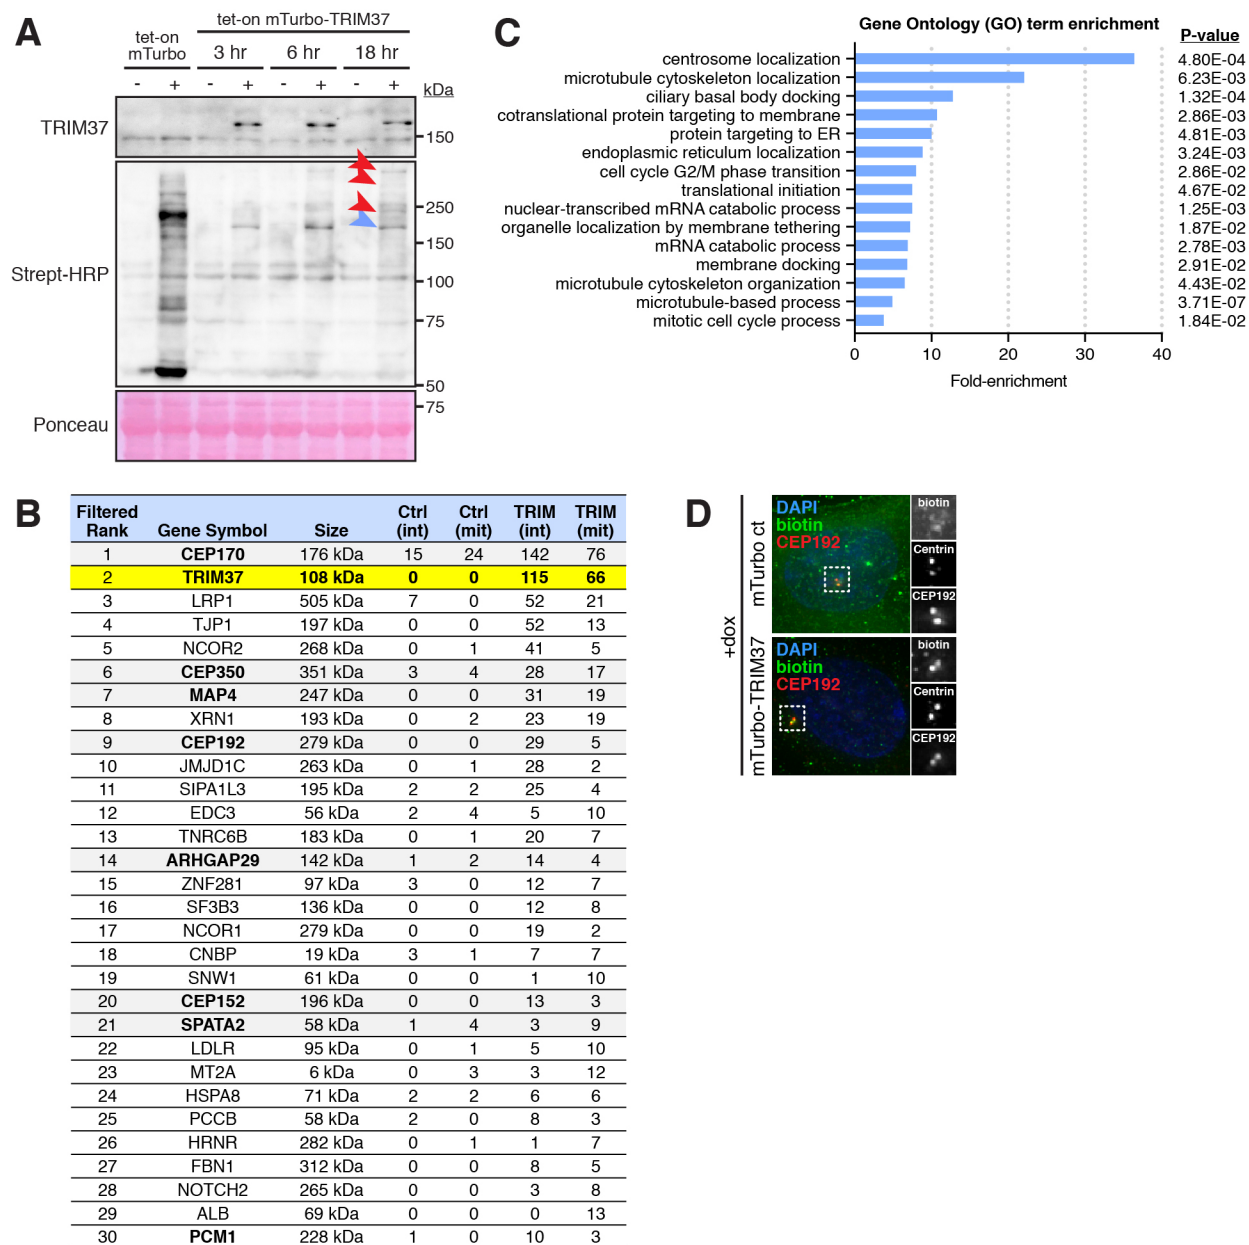 A
tet-on mTurbo-TRIM37
tet-on
mTurbo
3 hr 6 hr 18 hr
- + - + - + - +
kDa
TRIM37
150
250
150
Strept-HRP
100
75
50
75
Ponceau
C
Gene Ontology (GO) term enrichment
P-value
centrosome localization 4.80E-04
microtubule cytoskeleton localization 6.23E-03
ciliary basal body docking 1.32E-04
cotranslational protein targeting to membrane 2.86E-03
protein targeting to ER 4.81E-03
endoplasmic reticulum localization 3.24E-03
cell cycle G2/M phase transition 2.86E-02
translational initiation 4.67E-02
nuclear-transcribed mRNA catabolic process 1.25E-03
organelle localization by membrane tethering 1.87E-02
mRNA catabolic process 2.78E-03
membrane docking 2.91E-02
microtubule cytoskeleton organization 4.43E-02
microtubule-based process 3.71E-07
mitotic cell cycle process 1.84E-02
0 10 20 30 40
Fold-enrichment
B
Filtered Rank Gene Symbol Size Ctrl (int) Ctrl (mit) TRIM (int) TRIM (mit)
1 CEP170 176 kDa 15 24 142 76
2 TRIM37 108 kDa 0 0 115 66
3 LRP1 505 kDa 7 0 52 21
4 TJP1 197 kDa 0 0 52 13
5 NCOR2 268 kDa 0 1 41 5
6 CEP350 351 kDa 3 4 28 17
7 MAP4 247 kDa 0 0 31 19
8 XRN1 193 kDa 0 2 23 19
9 CEP192 279 kDa 0 0 29 5
10 JMJD1C 263 kDa 0 1 28 2
11 SIPA1L3 195 kDa 2 2 25 4
12 EDC3 56 kDa 2 4 5 10
13 TNRC6B 183 kDa 0 1 20 7
14 ARHGAP29 142 kDa 1 2 14 4
15 ZNF281 97 kDa 3 0 12 7
16 SF3B3 136 kDa 0 0 12 8
17 NCOR1 279 kDa 0 0 19 2
18 CNBP 19 kDa 3 1 7 7
19 SNW1 61 kDa 0 0 1 10
20 CEP152 196 kDa 0 0 13 3
21 SPATA2 58 kDa 1 4 3 9
22 LDLR 95 kDa 0 1 5 10
23 MT2A 6 kDa 0 3 3 12
24 HSPA8 71 kDa 2 2 6 6
25 PCCB 58 kDa 2 0 8 3
26 HRNR 282 kDa 0 1 1 7
27 FBN1 312 kDa 0 0 8 5
28 NOTCH2 265 kDa 0 0 3 8
29 ALB 69 kDa 0 0 0 13
30 PCM1 228 kDa 1 0 10 3
D
+dox
mTurbo ct
DAPI
biotin
CEP192
biotin
Centrin
CEP192
mTurbo-TRIM37
DAPI
biotin
CEP192
biotin
Centrin
CEP192